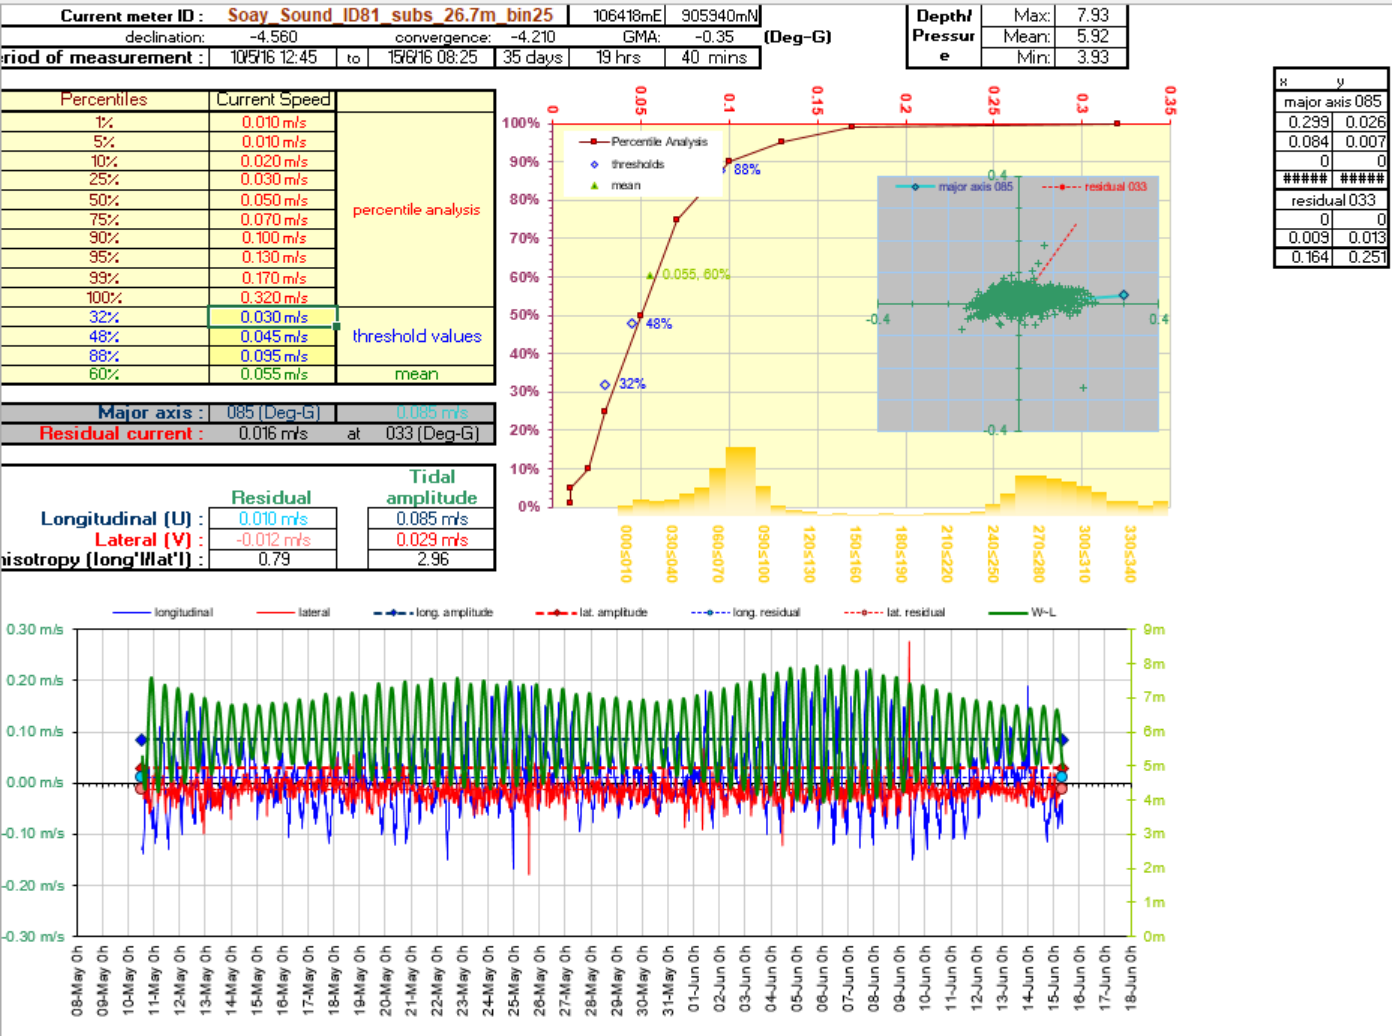 Current meter ID : Soay_Sound_ID81_subs_26.7m_bin25 106418mE 905940mN
declination: -4.560 convergence: -4.210 GMA: -0.35 (Deg-G)
riod of measurement : 10/5/16 12:45 to 15/6/16 08:25 35 days 19 hrs 40 mins
Depth/ Pressur e
Max: 7.93
Mean: 5.92
Min: 3.93
x y
major axis 085
0.299 0.026
0.084 0.007
0 0
##### #####
residual 033
0 0
0.009 0.013
0.164 0.251
Percentiles Current Speed
1% 0.010 m/s
5% 0.010 m/s
10% 0.020 m/s
25% 0.030 m/s
50% 0.050 m/s
75% 0.070 m/s
90% 0.100 m/s
95% 0.130 m/s
99% 0.170 m/s
100% 0.320 m/s
percentile analysis
32% 0.030 m/s
48% 0.045 m/s
88% 0.095 m/s
threshold values
60% 0.055 m/s mean
Major axis : 085 (Deg-G) 0.085 m/s
Residual current : 0.016 m/s at 033 (Deg-G)
Residual Tidal amplitude
Longitudinal (U) : 0.010 m/s 0.085 m/s
Lateral (V) : -0.012 m/s 0.029 m/s
nisotropy (long'l/lat'l) : 0.79 2.96
0 0.05 0.1 0.15 0.2 0.25 0.3 0.35
100%
90%
80%
70%
60%
50%
40%
30%
20%
10%
0%
Percentile Analysis
thresholds
mean
88%
0.055, 60%
48%
32%
0.4
major axis 085 residual 033
-0.4 0.4
-0.4
000≤010 030≤040 060≤070 090≤100 120≤130 150≤160 180≤190 210≤220 240≤250 270≤280 300≤310 330≤340
longitudinal lateral long. amplitude lat. amplitude long. residual lat. residual W~L
0.30 m/s
0.20 m/s
0.10 m/s
0.00 m/s
-0.10 m/s
-0.20 m/s
-0.30 m/s
9m
8m
7m
6m
5m
4m
3m
2m
1m
0m
08-May 0h 09-May 0h 10-May 0h 11-May 0h 12-May 0h 13-May 0h 14-May 0h 15-May 0h 16-May 0h 17-May 0h 18-May 0h 19-May 0h 20-May 0h 21-May 0h 22-May 0h 23-May 0h 24-May 0h 25-May 0h 26-May 0h 27-May 0h 28-May 0h 29-May 0h 30-May 0h 31-May 0h 01-Jun 0h 02-Jun 0h 03-Jun 0h 04-Jun 0h 05-Jun 0h 06-Jun 0h 07-Jun 0h 08-Jun 0h 09-Jun 0h 10-Jun 0h 11-Jun 0h 12-Jun 0h 13-Jun 0h 14-Jun 0h 15-Jun 0h 16-Jun 0h 17-Jun 0h 18-Jun 0h